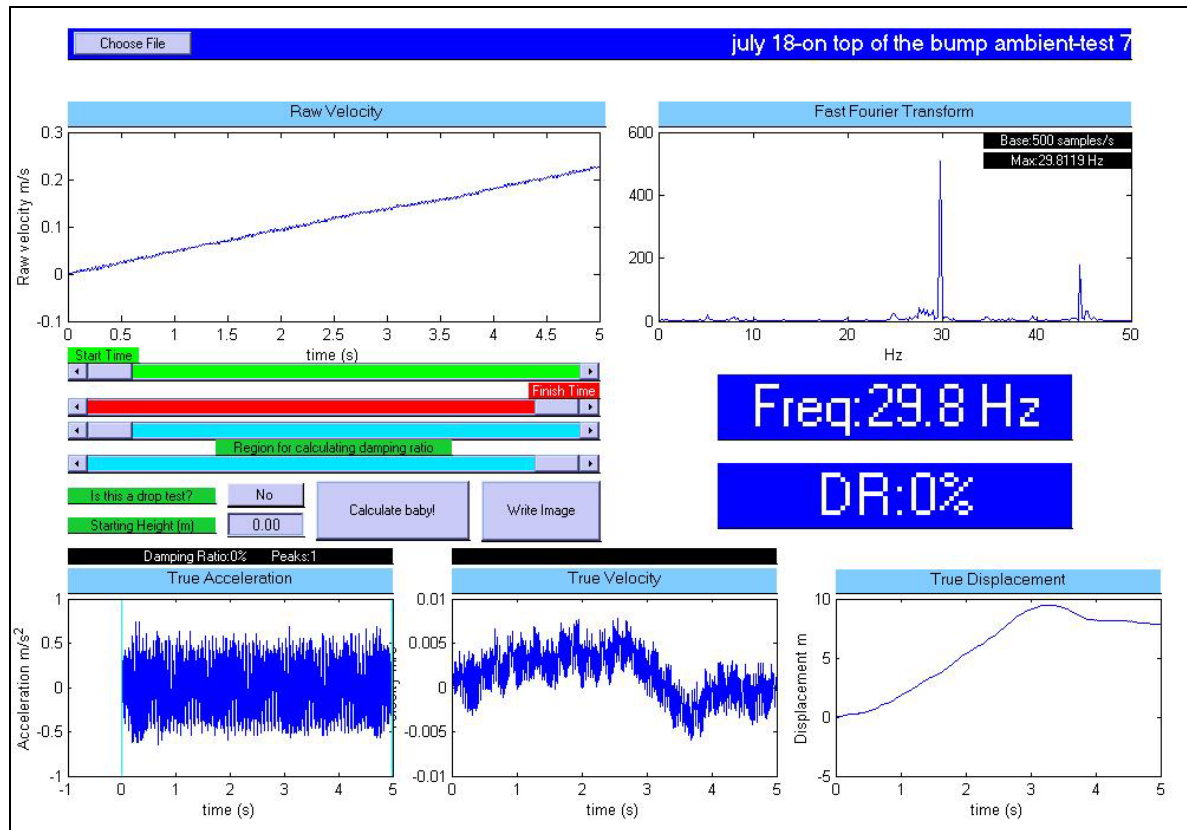 Choose File
july 18-on top of the bump ambient-test 7
Raw Velocity
0.3
0.2
0.1
0
-0.1
Raw velocity m/s
0 0.5 1 1.5 2 2.5 3 3.5 4 4.5 5
time (s)
Fast Fourier Transform
Base:500 samples/s
Max:29.8119 Hz
600
400
200
0
0 10 20 30 40 50
Hz
Start Time
Finish Time
Region for calculating damping ratio
Freq:29.8 Hz
DR:0%
Is this a drop test?
No
Starting Height (m)
0.00
Calculate baby!
Write Image
Damping Ratio:0% Peaks:1
True Acceleration
1
0.5
0
-0.5
-1
Acceleration m/s²
-1 0 1 2 3 4 5
time (s)
True Velocity
0.01
0.005
0
-0.005
-0.01
0 1 2 3 4 5
time (s)
True Displacement
10
5
0
-5
Displacement m
0 1 2 3 4 5
time (s)